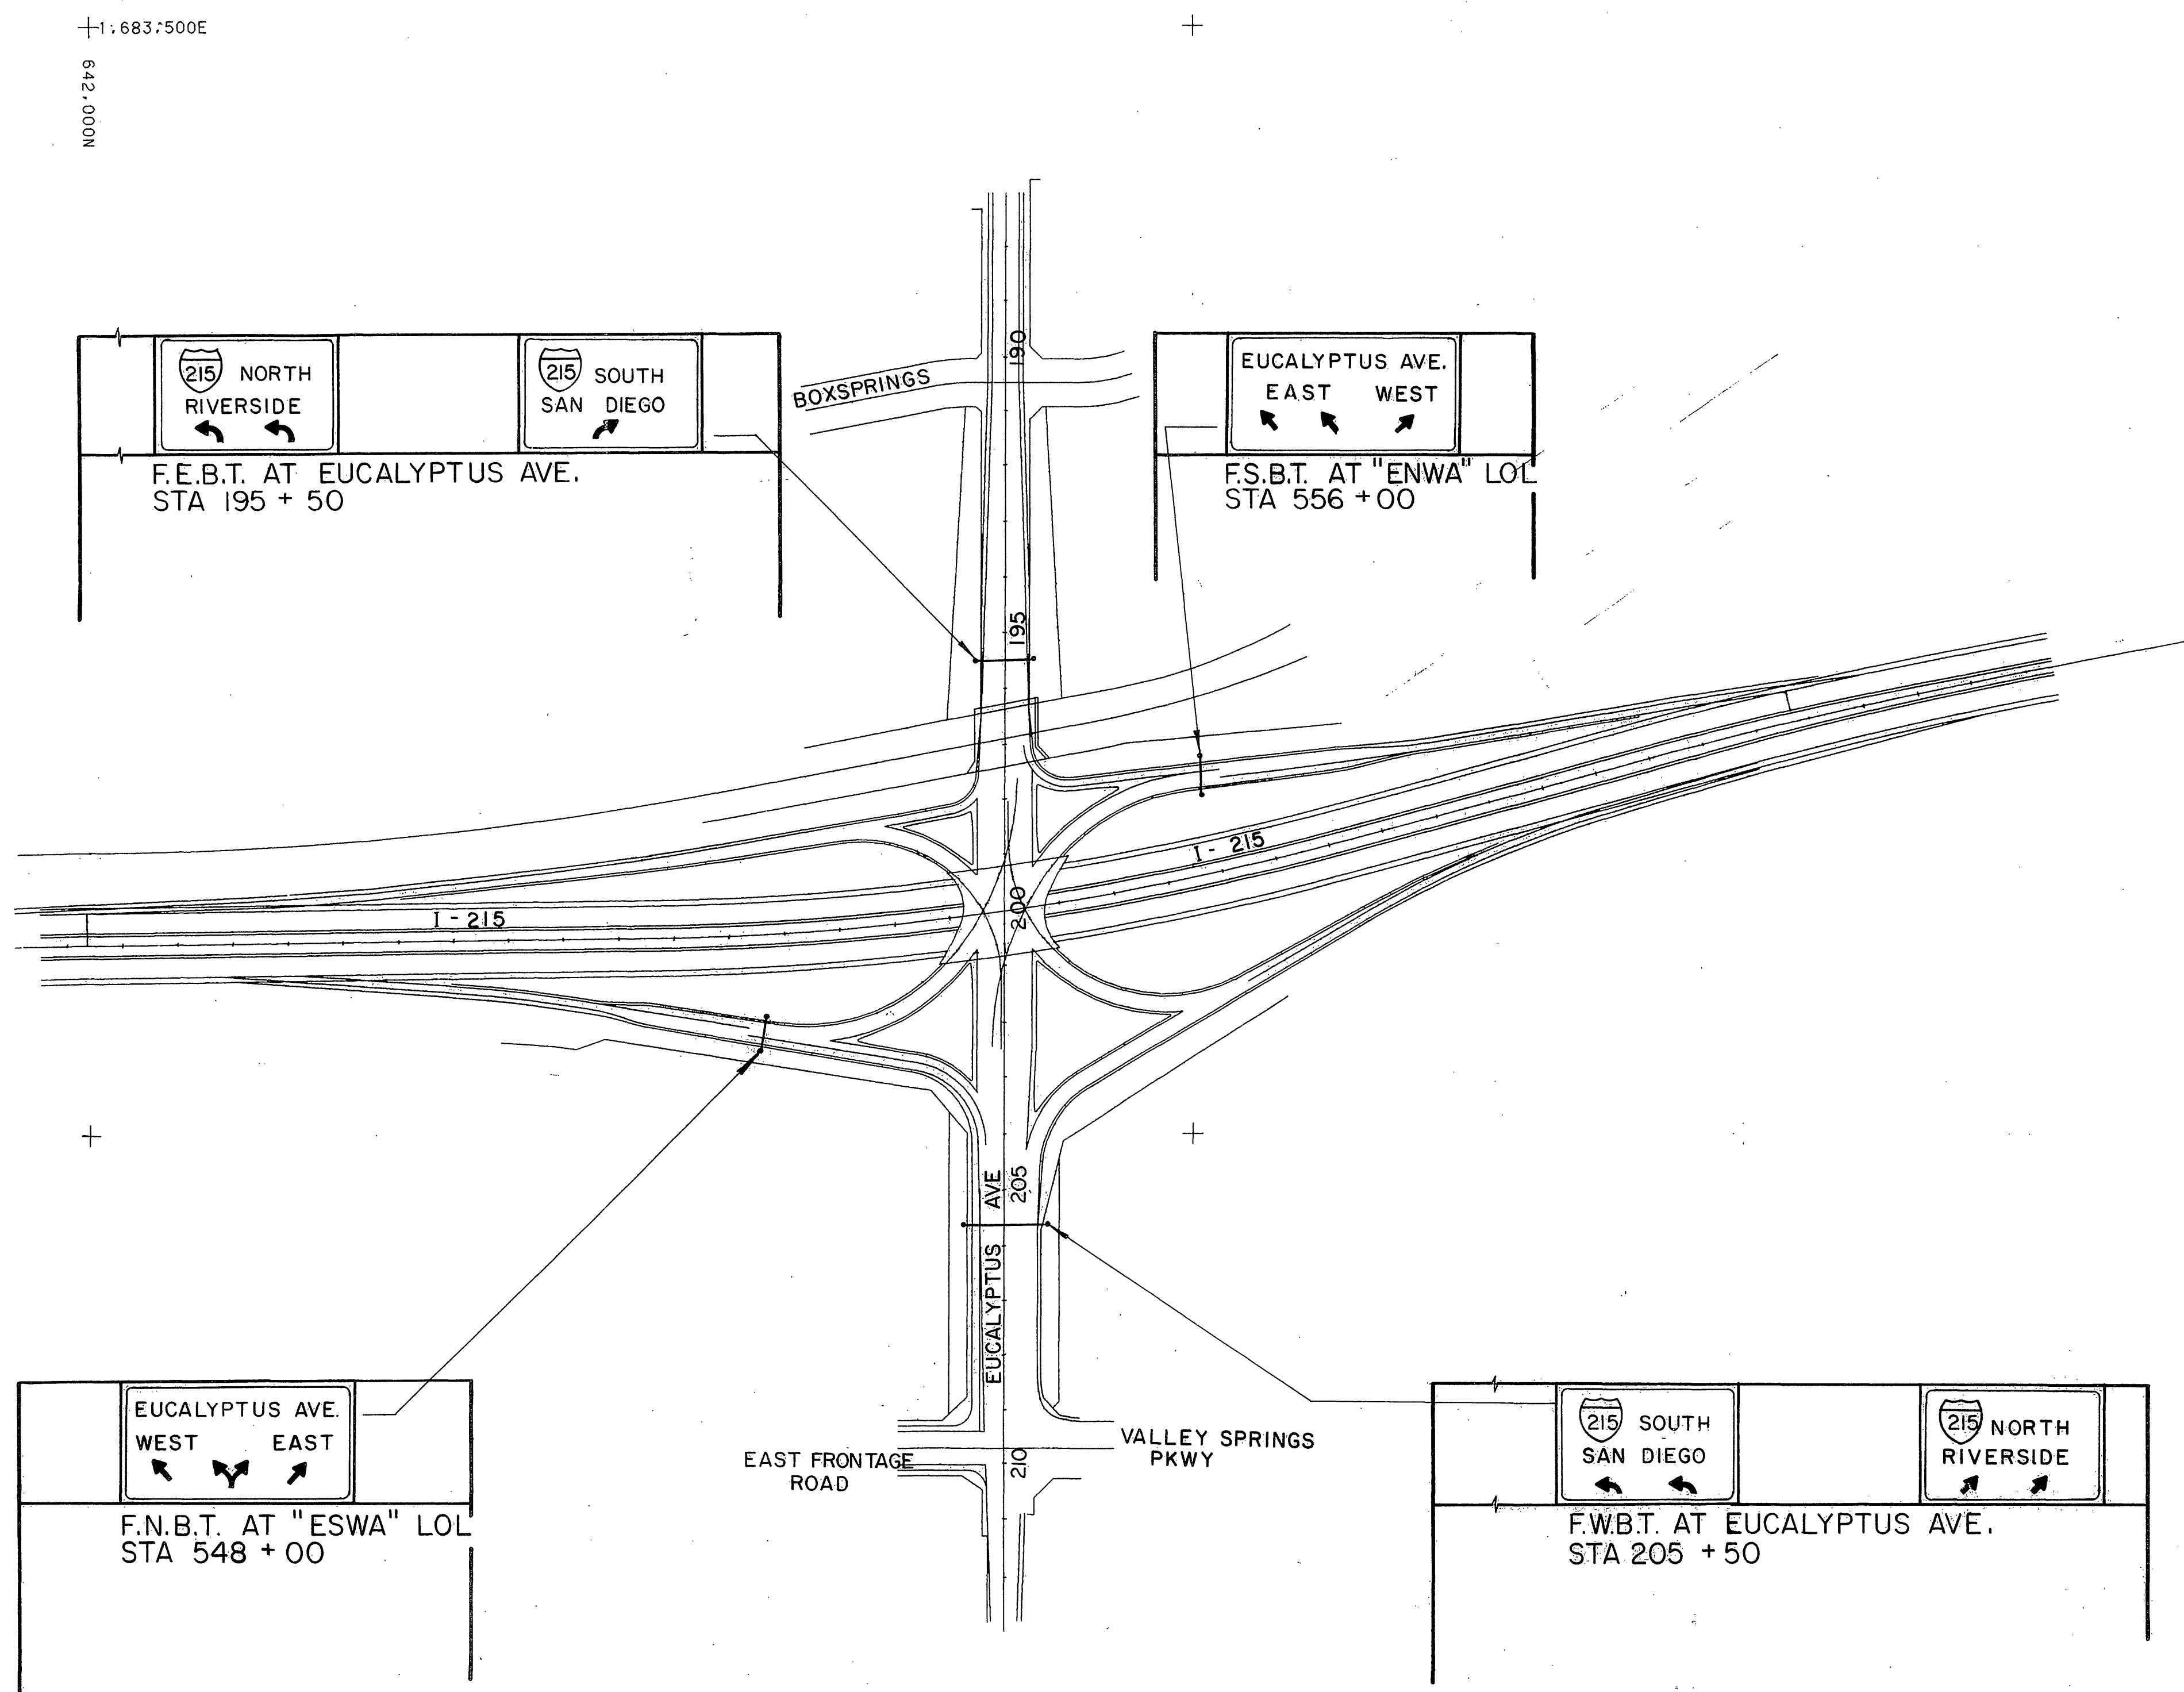 1,683,500E
642,000N
215 NORTH
RIVERSIDE
215 SOUTH
SAN DIEGO
F.E.B.T. AT EUCALYPTUS AVE.
STA 195 + 50
BOXSPRINGS
190
EUCALYPTUS AVE.
EAST WEST
F.S.B.T. AT "ENWA" LOL
STA 556 + 00
195
I - 215
200
I - 215
205
EUCALYPTUS AVE
EUCALYPTUS AVE.
WEST EAST
F.N.B.T. AT "ESWA" LOL
STA 548 + 00
EAST FRONTAGE
ROAD
210
VALLEY SPRINGS
PKWY
215 SOUTH
SAN DIEGO
215 NORTH
RIVERSIDE
F.W.B.T. AT EUCALYPTUS AVE.
STA 205 + 50